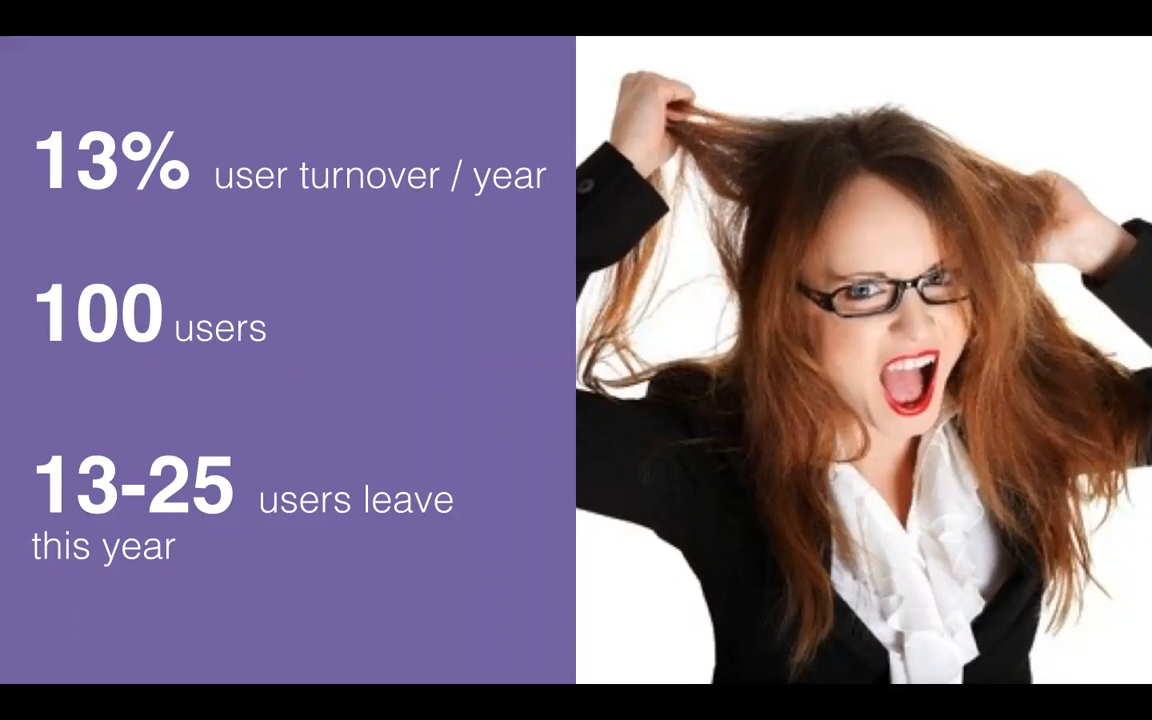 13% user turnover / year
100 users
13-25 users leave
this year